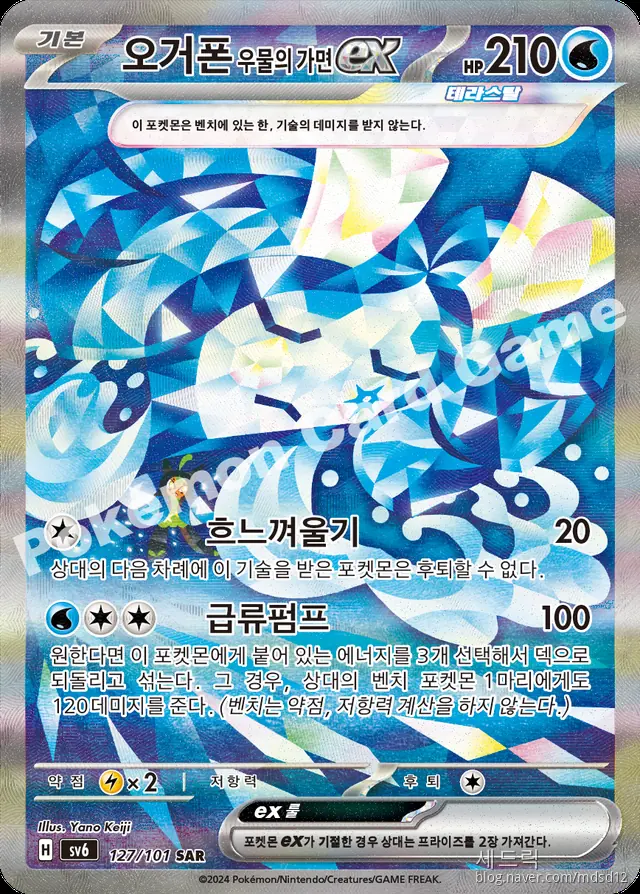 기본
오거폰 우물의 가면 ex HP 210
테라스탈
이 포켓몬은 벤치에 있는 한, 기술의 데미지를 받지 않는다.
Pokémon Card Game
흐느껴울기 20
상대의 다음 차례에 이 기술을 받은 포켓몬은 후퇴할 수 없다.
급류펌프 100
원한다면 이 포켓몬에게 붙어 있는 에너지를 3개 선택해서 덱으로
되돌리고 섞는다. 그 경우, 상대의 벤치 포켓몬 1마리에게도
120데미지를 준다. (벤치는 약점, 저항력 계산을 하지 않는다.)
약점 ×2 저항력 후퇴
ex 룰
포켓몬 ex가 기절한 경우 상대는 프라이즈를 2장 가져간다.
Illus. Yano Keiji
H sv6 127/101 SAR
©2024 Pokémon/Nintendo/Creatures/GAME FREAK.
세드릭
blog.naver.com/mdsd12